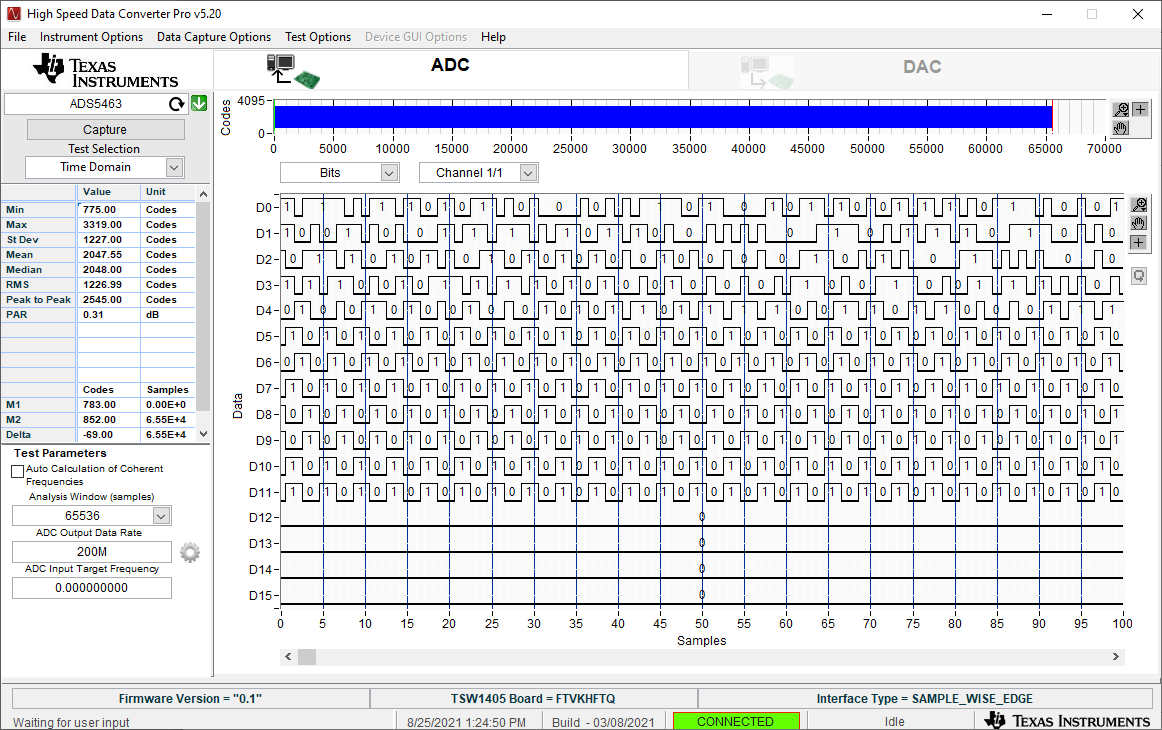 High Speed Data Converter Pro v5.20
File Instrument Options Data Capture Options Test Options Device GUI Options Help
TEXAS INSTRUMENTS
ADC
DAC
ADS5463
Capture
Test Selection
Time Domain
Value Unit
Min 775.00 Codes
Max 3319.00 Codes
St Dev 1227.00 Codes
Mean 2047.55 Codes
Median 2048.00 Codes
RMS 1226.99 Codes
Peak to Peak 2545.00 Codes
PAR 0.31 dB
Codes Samples
M1 783.00 0.00E+0
M2 852.00 6.55E+4
Delta -69.00 6.55E+4
Test Parameters
Auto Calculation of Coherent
Frequencies
Analysis Window (samples)
65536
ADC Output Data Rate
200M
ADC Input Target Frequency
0.000000000
Codes
4095
0
0 5000 10000 15000 20000 25000 30000 35000 40000 45000 50000 55000 60000 65000 70000
Bits
Channel 1/1
Data
D0
D1
D2
D3
D4
D5
D6
D7
D8
D9
D10
D11
D12 0
D13 0
D14 0
D15 0
0 5 10 15 20 25 30 35 40 45 50 55 60 65 70 75 80 85 90 95 100
Samples
Firmware Version = "0.1"
TSW1405 Board = FTVKHFTQ
Interface Type = SAMPLE_WISE_EDGE
Waiting for user input
8/25/2021 1:24:50 PM
Build - 03/08/2021
CONNECTED
Idle
TEXAS INSTRUMENTS